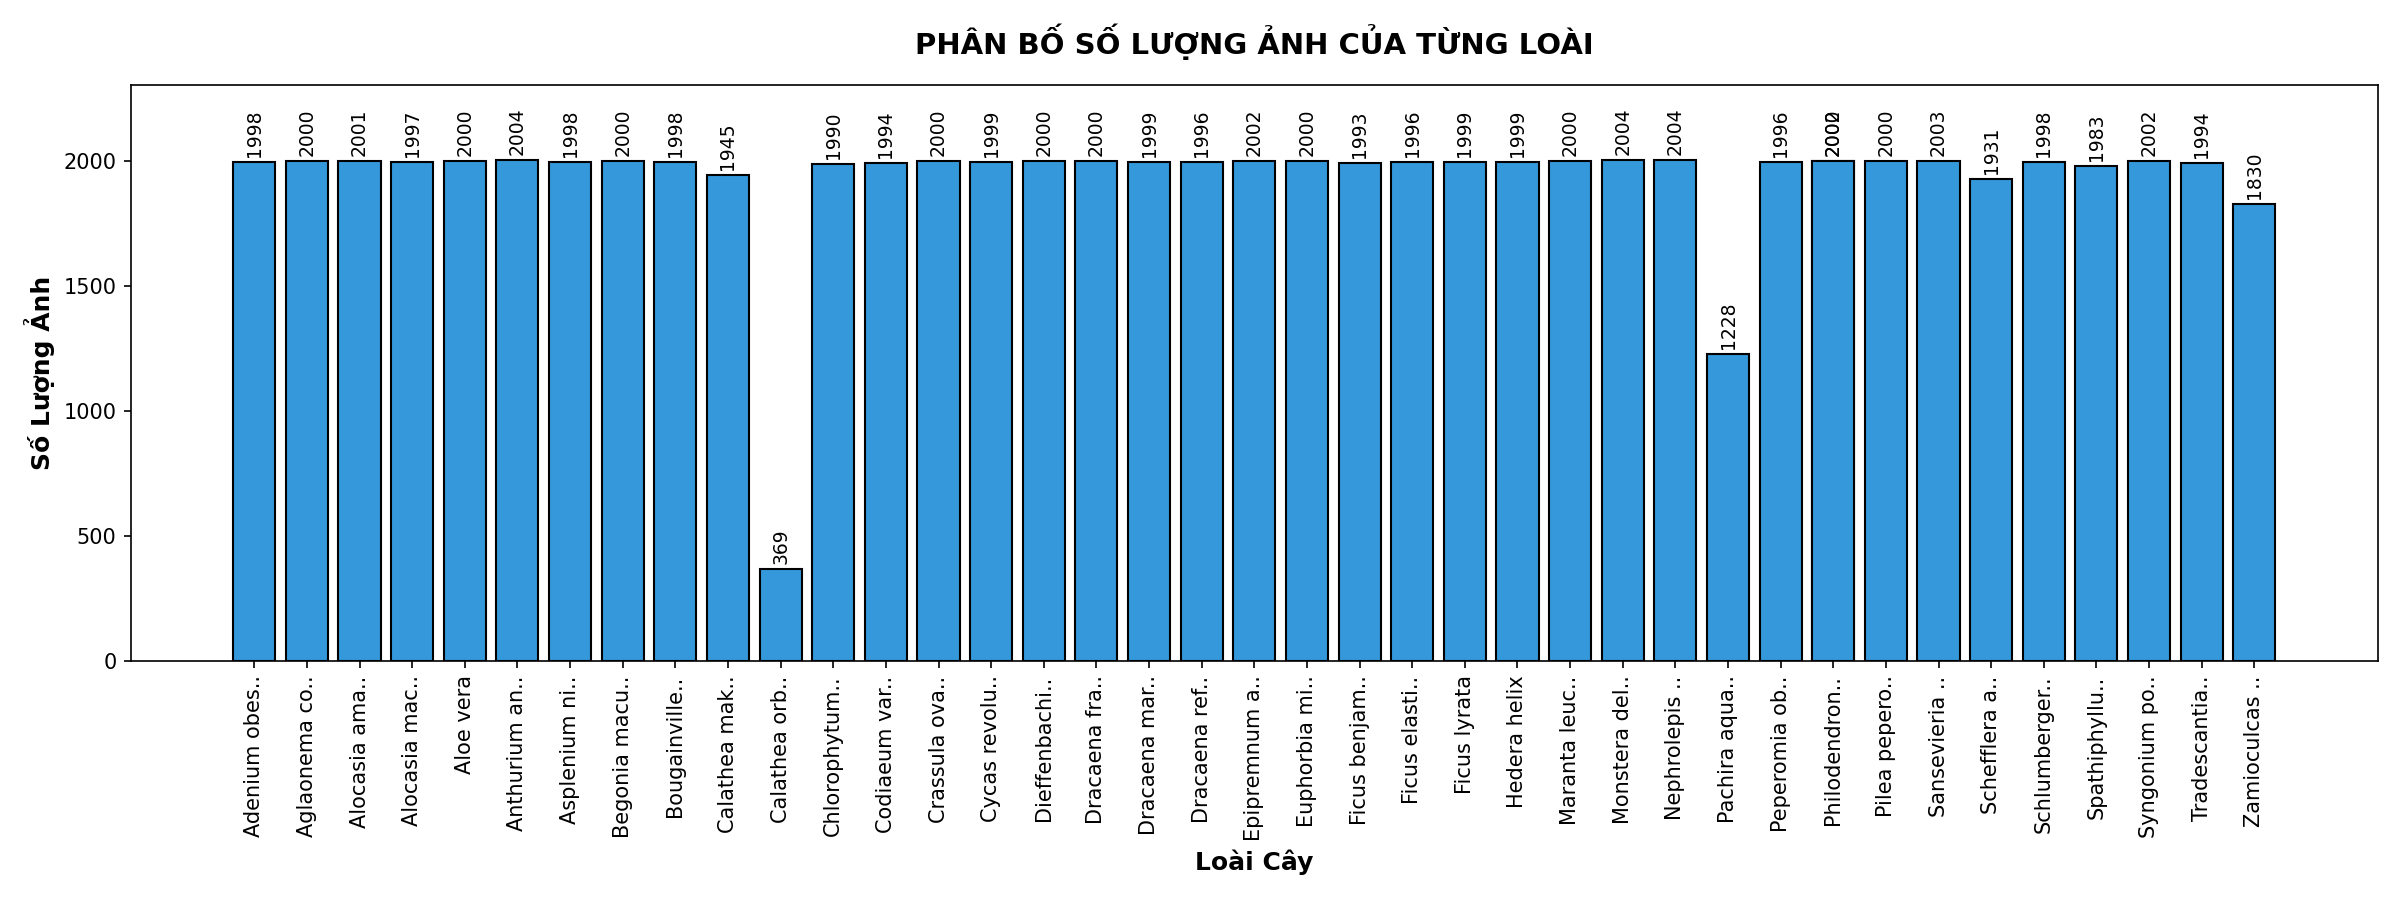 PHÂN BỐ SỐ LƯỢNG ẢNH CỦA TỪNG LOÀI
Số Lượng Ảnh
2000
1500
1000
500
0
1998
2000
2001
1997
2000
2004
1998
2000
1998
1945
369
1990
1994
2000
1999
2000
2000
1999
1996
2002
2000
1993
1996
1999
1999
2000
2004
2004
1228
1996
2000
2003
1931
1998
1983
2002
1994
1830
Adenium obes..
Aglaonema co..
Alocasia ama..
Alocasia mac..
Aloe vera
Anthurium an..
Asplenium ni..
Begonia macu..
Bougainville..
Calathea mak..
Calathea orb..
Chlorophytum..
Codiaeum var..
Crassula ova..
Cycas revolu..
Dieffenbachi..
Dracaena fra..
Dracaena mar..
Dracaena ref..
Epipremnum a..
Euphorbia mi..
Ficus benjam..
Ficus elasti..
Ficus lyrata
Hedera helix
Maranta leuc..
Monstera del..
Nephrolepis ..
Pachira aqua..
Peperomia ob..
Philodendron..
Pilea pepero..
Sansevieria ..
Schefflera a..
Schlumberger..
Spathiphyllu..
Syngonium po..
Tradescantia..
Zamioculcas ..
Loài Cây